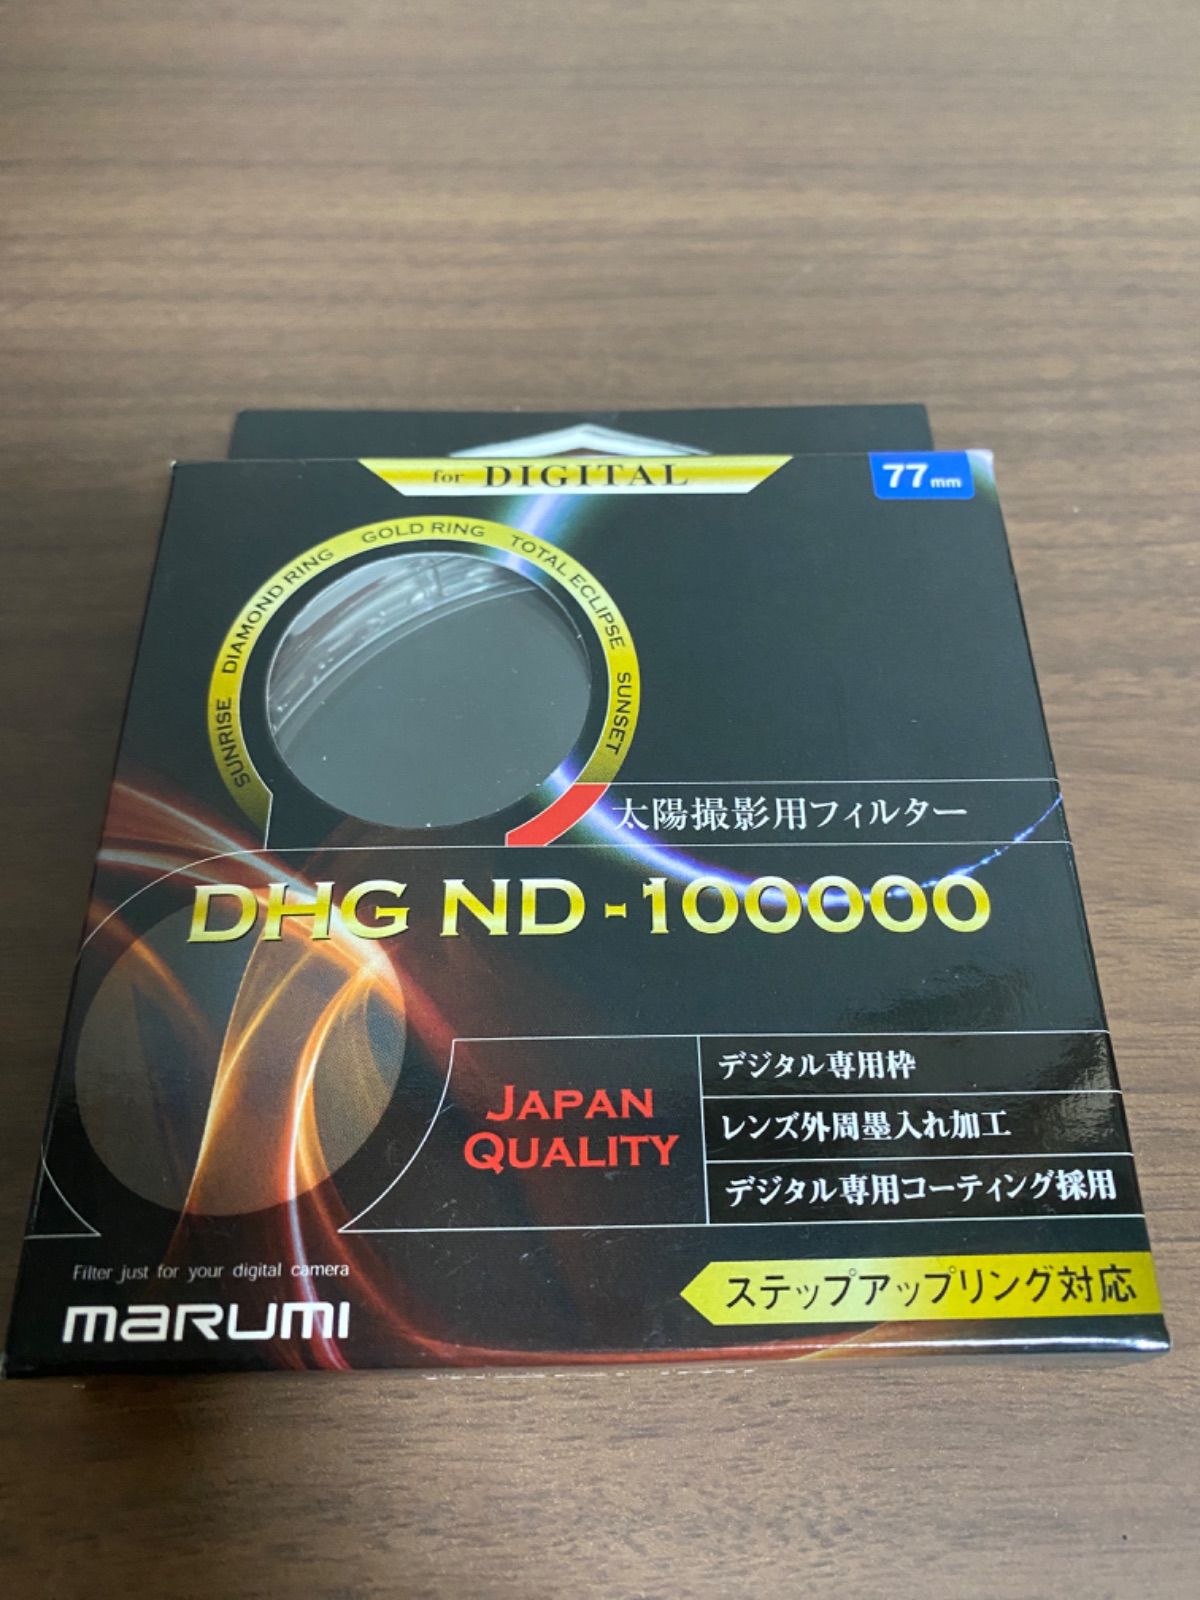 for DIGITAL
77mm
SUNRISE DIAMOND RING GOLD RING TOTAL ECLIPSE SUNSET
太陽撮影用フィルター
DHG ND-100000
JAPAN
QUALITY
デジタル専用枠
レンズ外周墨入れ加工
デジタル専用コーティング採用
Filter just for your digital camera
marumi
ステップアップリング対応